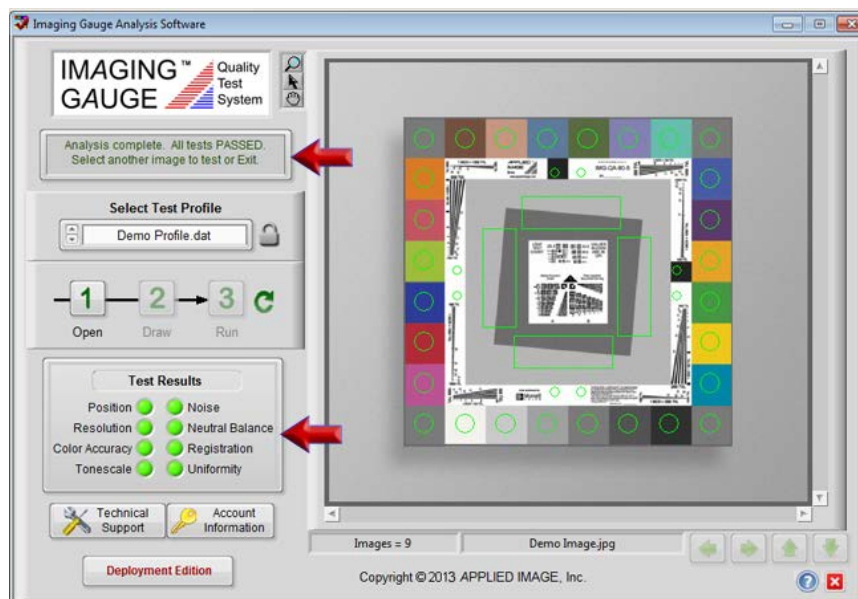 Imaging Gauge Analysis Software
IMAGING™
GAUGE
Quality
Test
System
Analysis complete. All tests PASSED.
Select another image to test or Exit.
Select Test Profile
Demo Profile.dat
1 2 3
Open Draw Run
Test Results
Position Noise
Resolution Neutral Balance
Color Accuracy Registration
Tonescale Uniformity
Technical
Support
Account
Information
Deployment Edition
APPLIED
IMAGE
Images = 9 Demo Image.jpg
Copyright © 2013 APPLIED IMAGE, Inc.